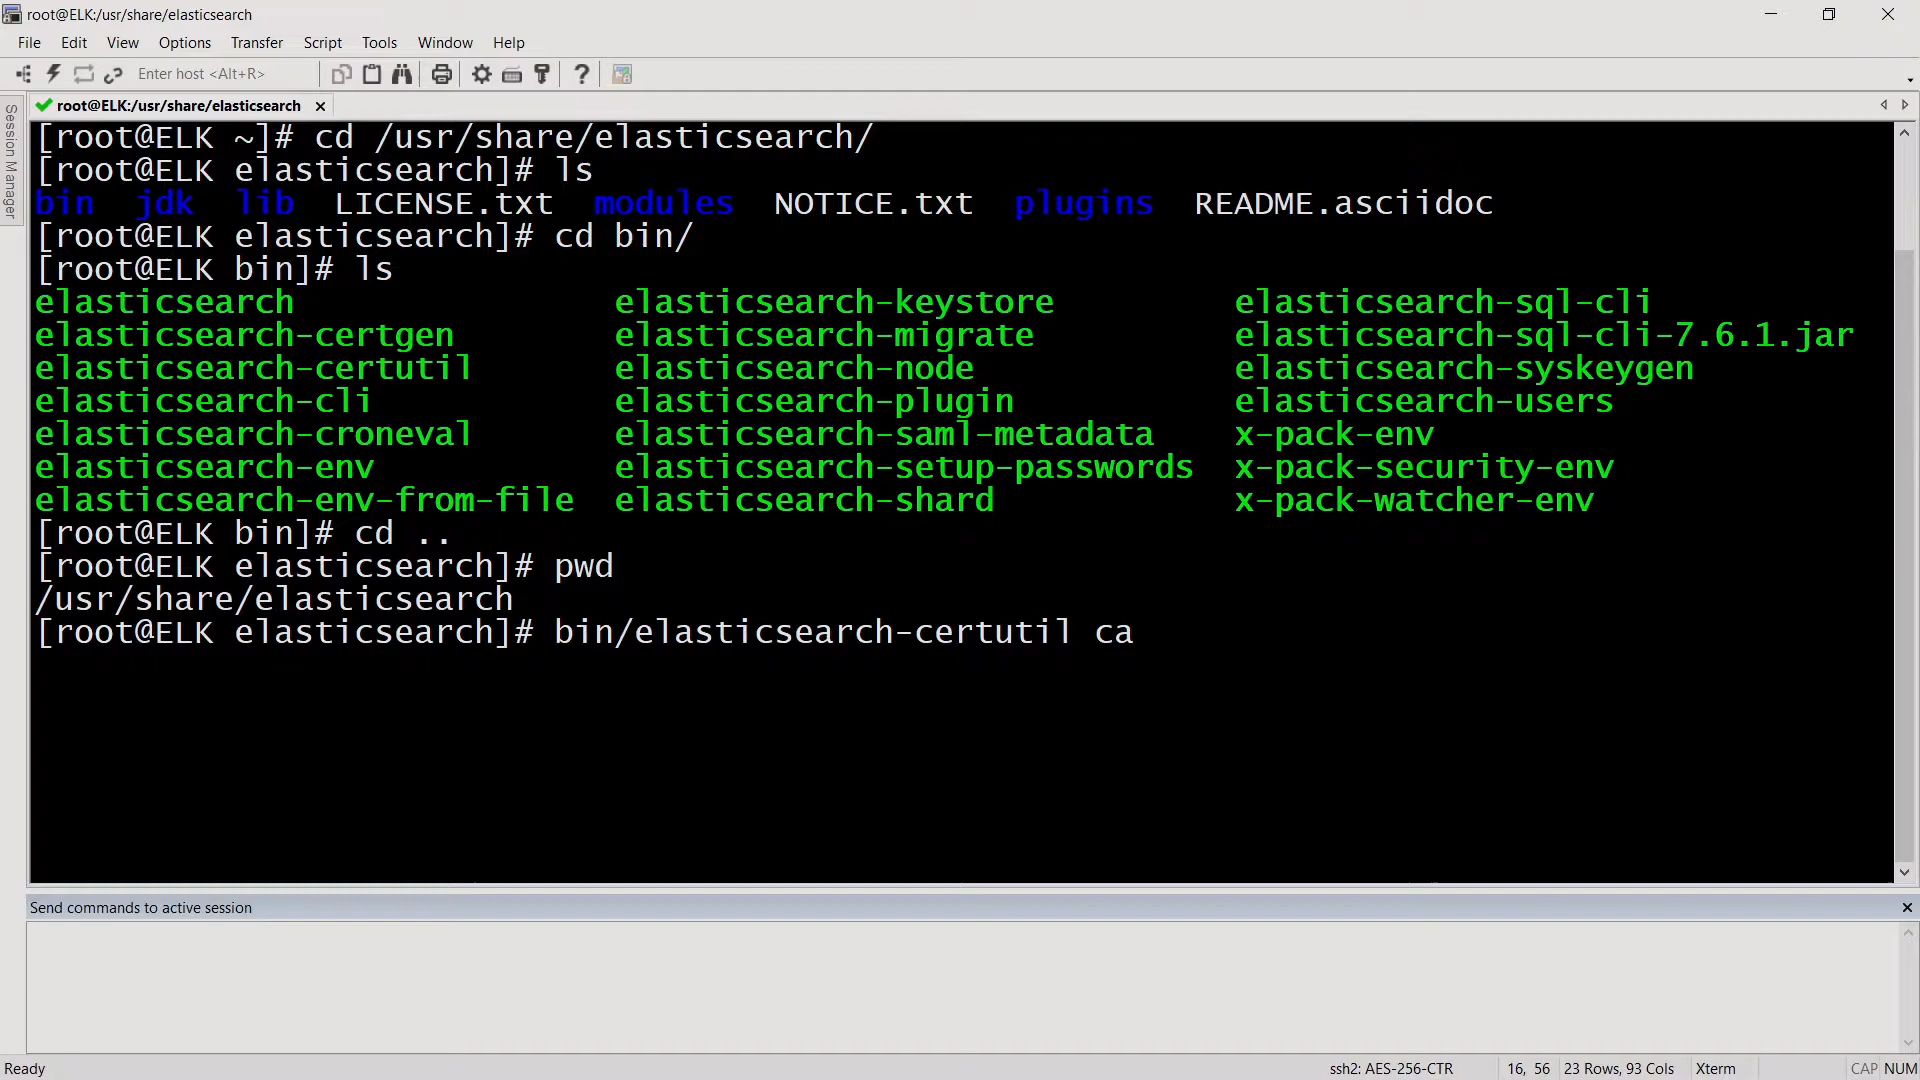 root@ELK:/usr/share/elasticsearch
File Edit View Options Transfer Script Tools Window Help
Enter host <Alt+R>
root@ELK:/usr/share/elasticsearch
Session Manager
[root@ELK ~]# cd /usr/share/elasticsearch/
[root@ELK elasticsearch]# ls
bin jdk lib LICENSE.txt modules NOTICE.txt plugins README.asciidoc
[root@ELK elasticsearch]# cd bin/
[root@ELK bin]# ls
elasticsearch elasticsearch-keystore elasticsearch-sql-cli
elasticsearch-certgen elasticsearch-migrate elasticsearch-sql-cli-7.6.1.jar
elasticsearch-certutil elasticsearch-node elasticsearch-syskeygen
elasticsearch-cli elasticsearch-plugin elasticsearch-users
elasticsearch-croneval elasticsearch-saml-metadata x-pack-env
elasticsearch-env elasticsearch-setup-passwords x-pack-security-env
elasticsearch-env-from-file elasticsearch-shard x-pack-watcher-env
[root@ELK bin]# cd ..
[root@ELK elasticsearch]# pwd
/usr/share/elasticsearch
[root@ELK elasticsearch]# bin/elasticsearch-certutil ca
Send commands to active session
Ready ssh2: AES-256-CTR 16, 56 23 Rows, 93 Cols Xterm CAP NUM